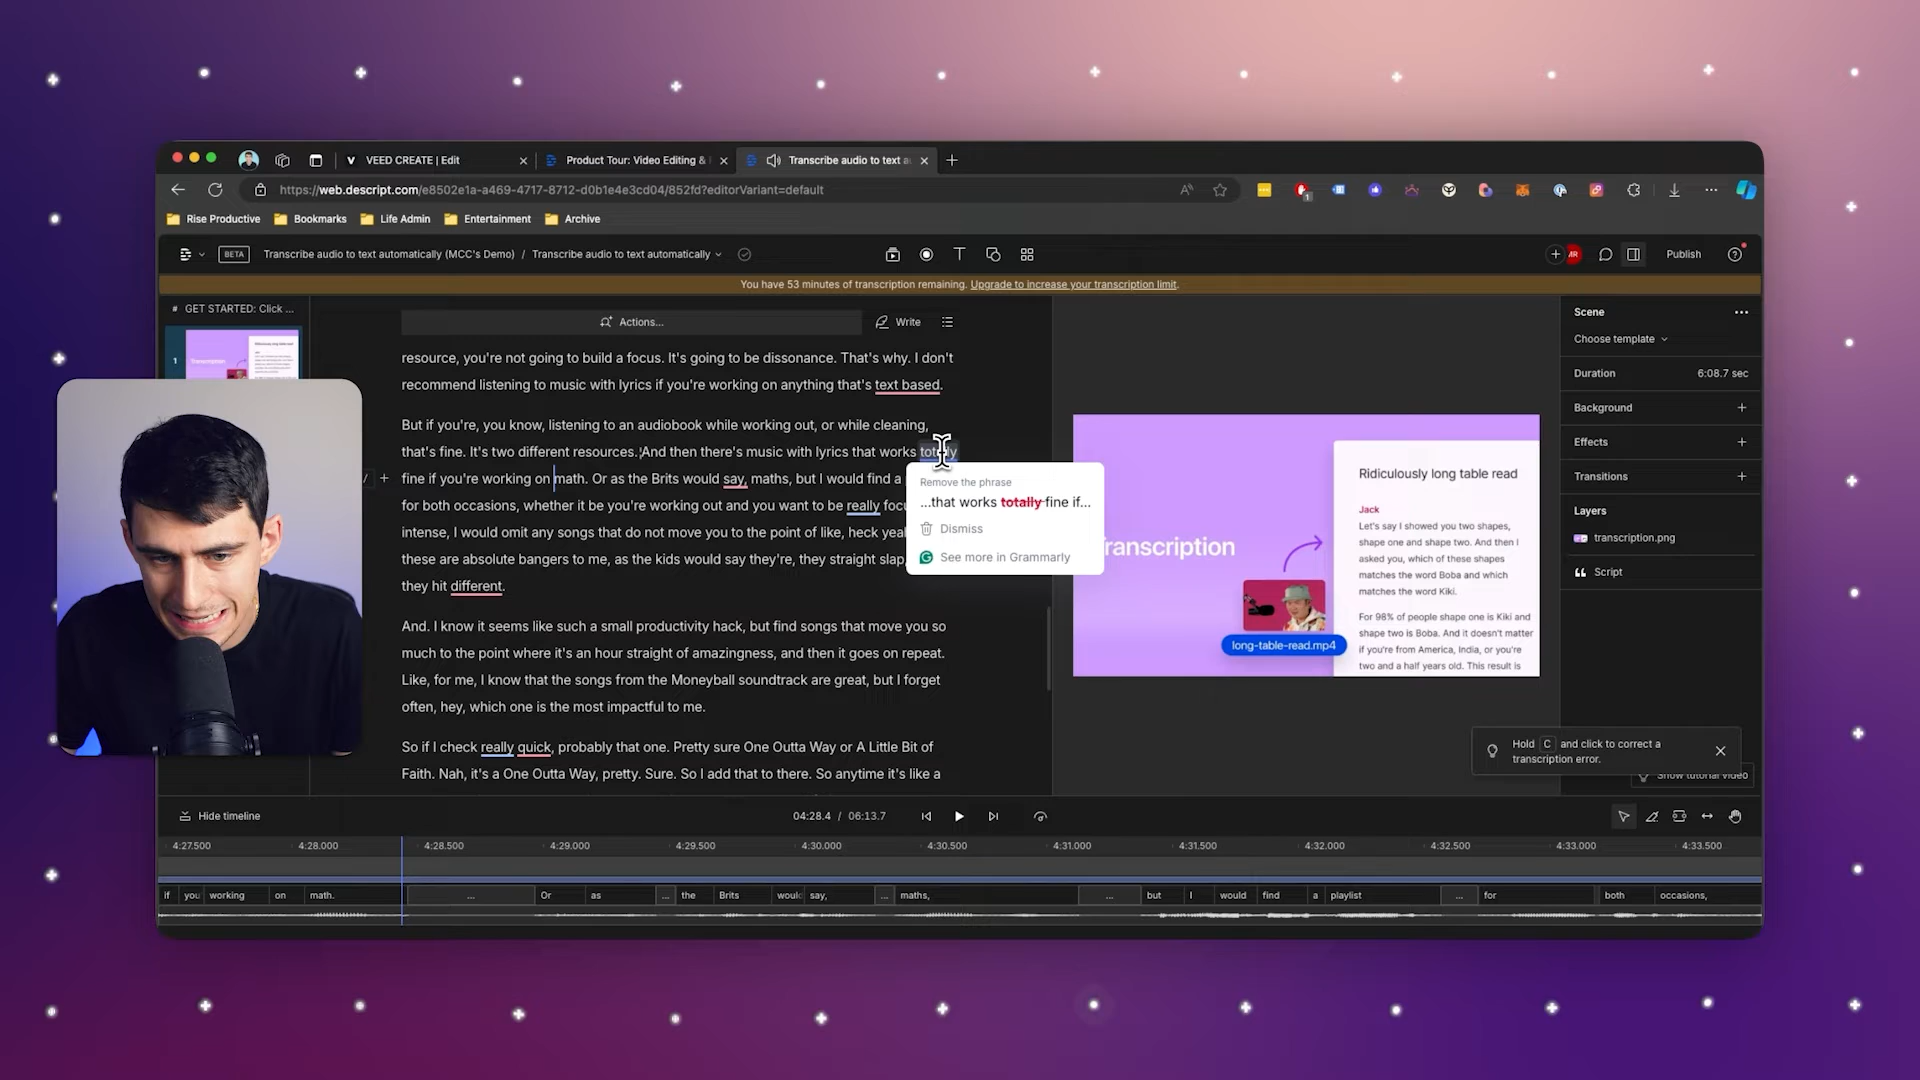 VEED CREATE | Edit
Product Tour: Video Editing &
Transcribe audio to text
https://web.descript.com/e8502e1a-a469-4717-8712-d0b1e4e3cd04/852fd?editorVariant=default
1
Rise Productive
Bookmarks
Life Admin
Entertainment
Archive
BETA
Transcribe audio to text automatically (MCC's Demo) / Transcribe audio to text automatically
Publish
You have 53 minutes of transcription remaining. Upgrade to increase your transcription limit.
# GET STARTED: Click ...
1
Actions...
Write
resource, you're not going to build a focus. It's going to be dissonance. That's why. I don't
recommend listening to music with lyrics if you're working on anything that's text based.
But if you're, you know, listening to an audiobook while working out, or while cleaning,
that's fine. It's two different resources. And then there's music with lyrics that works totally
/ + fine if you're working on math. Or as the Brits would say, maths, but I would find a
for both occasions, whether it be you're working out and you want to be really
intense, I would omit any songs that do not move you to the point of like, heck
these are absolute bangers to me, as the kids would say they're, they straight slap,
they hit different.
And. I know it seems like such a small productivity hack, but find songs that move you so
much to the point where it's an hour straight of amazingness, and then it goes on repeat.
Like, for me, I know that the songs from the Moneyball soundtrack are great, but I forget
often, hey, which one is the most impactful to me.
So if I check really quick, probably that one. Pretty sure One Outta Way or A Little Bit of
Faith. Nah, it's a One Outta Way, pretty. Sure. So I add that to there. So anytime it's like a
Remove the phrase
...that works totally fine if...
Dismiss
See more in Grammarly
Transcription
long-table-read.mp4
Ridiculously long table read
Jack
Let's say I showed you two shapes,
shape one and shape two. And then I
asked you, which of these shapes
matches the word Boba and which
matches the word Kiki.
For 98% of people shape one is Kiki and
shape two is Boba. And it doesn't matter
if you're from America, India, or you're
two and a half years old. This result is
Scene
Choose template
Duration 6:08.7 sec
Background
Effects
Transitions
Layers
transcription.png
Script
Hold C and click to correct a
transcription error.
Show tutorial video
Hide timeline
04:28.4 / 06:13.7
4:27.500 4:28.000 4:28.500 4:29.000 4:29.500 4:30.000 4:30.500 4:31.000 4:31.500 4:32.000 4:32.500 4:33.000 4:33.500
if you working on math. ... Or as ... the Brits would say, ... maths, ... but I would find a playlist ... for both occasions,